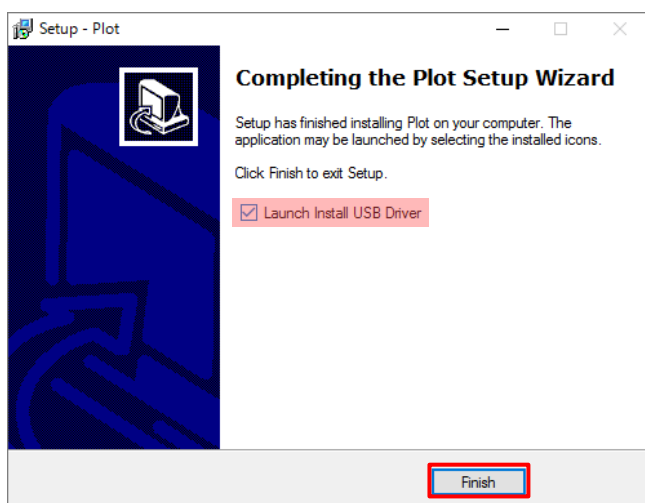 Setup - Plot
Completing the Plot Setup Wizard
Setup has finished installing Plot on your computer. The
application may be launched by selecting the installed icons.
Click Finish to exit Setup.
Launch Install USB Driver
Finish